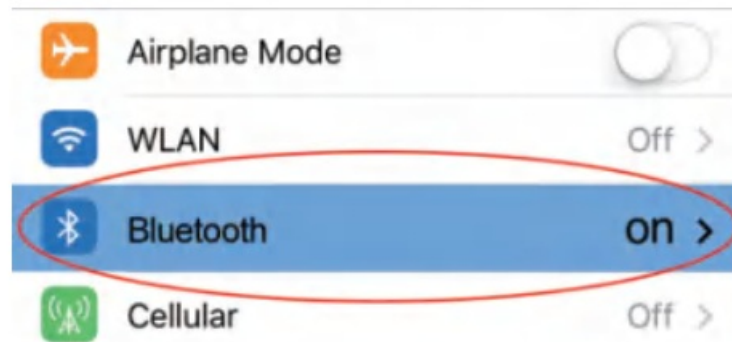 Airplane Mode
WLAN Off >
Bluetooth on >
Cellular Off >